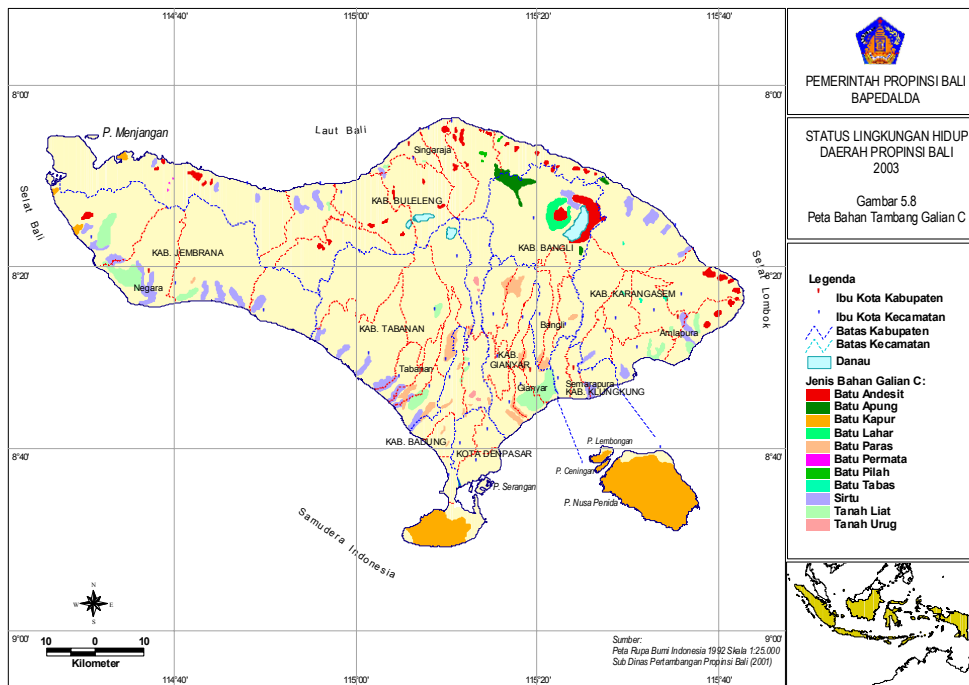 114°40'
115°00'
115°20'
115°40'
8°00'
8°20'
8°40'
9°00'
8°00'
8°20'
8°40'
9°00'
114°40'
115°00'
115°20'
115°40'
P. Menjangan
Laut Bali
Selat Bali
Selat Lombok
Samudera Indonesia
Singaraja
KAB. BULELENG
KAB. JEMBRANA
Negara
KAB. BANGLI
KAB. KARANGASEM
KAB. TABANAN
Bangli
Amlapura
KAB.
GIANYAR
Tabanan
Gianyar
Semarapura
KAB. KLUNGKUNG
KAB. BADUNG
KOTA DENPASAR
P. Lembongan
P. Ceningan
P. Serangan
P. Nusa Penida
N
W E
S
10 0 10
Kilometer
Sumber:
Peta Rupa Bumi Indonesia 1992 Skala 1:25.000
Sub Dinas Pertambangan Propinsi Bali (2001)
PEMERINTAH PROPINSI BALI
BAPEDALDA
STATUS LINGKUNGAN HIDUP
DAERAH PROPINSI BALI
2003
Gambar 5.8
Peta Bahan Tambang Galian C
Legenda
Ibu Kota Kabupaten
Ibu Kota Kecamatan
Batas Kabupaten
Batas Kecamatan
Danau
Jenis Bahan Galian C:
Batu Andesit
Batu Apung
Batu Kapur
Batu Lahar
Batu Paras
Batu Permata
Batu Pilah
Batu Tabas
Sirtu
Tanah Liat
Tanah Urug